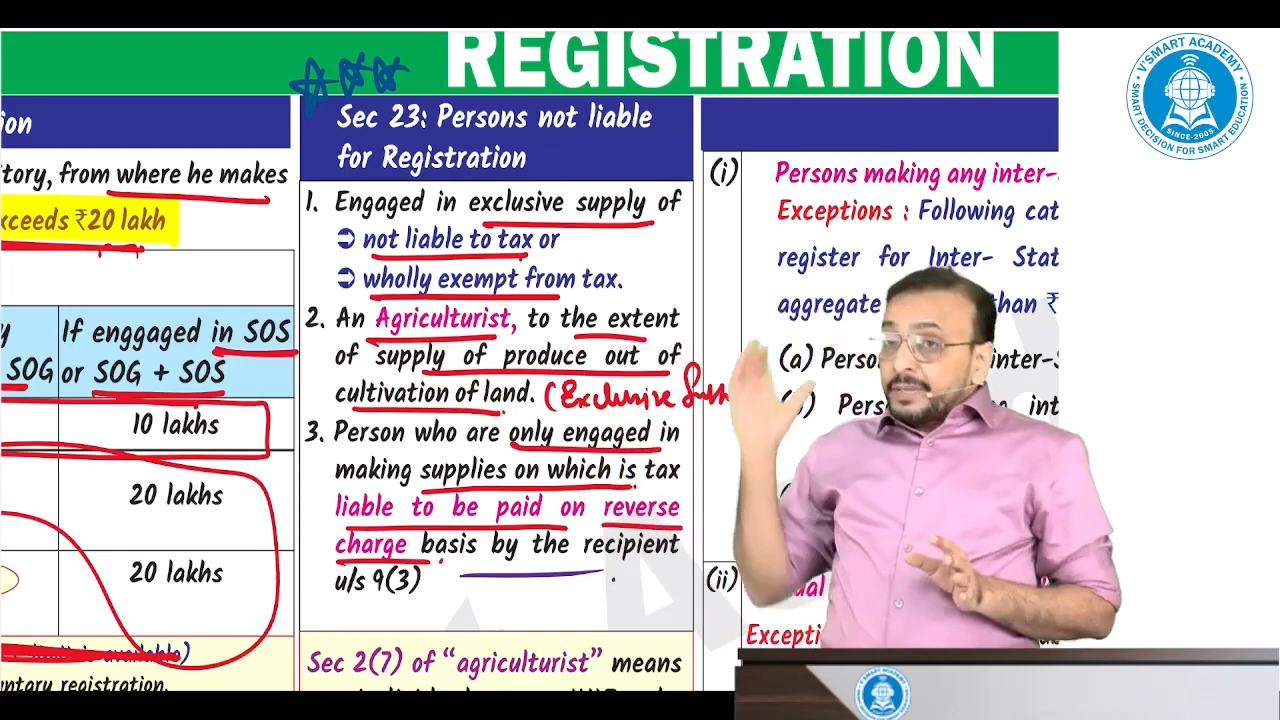 REGISTRATION
ion
tory, from where he makes
xceeds ₹20 lakh
y
If enggaged in SOS
SOG
or SOG + SOS
10 lakhs
20 lakhs
20 lakhs
available)
ntary registration.
Sec 23: Persons not liable
for Registration
1. Engaged in exclusive supply of
➲ not liable to tax or
➲ wholly exempt from tax.
2. An Agriculturist, to the extent
of supply of produce out of
cultivation of land. (Exclusive
3. Person who are only engaged in
making supplies on which is tax
liable to be paid on reverse
charge basis by the recipient
u/s 9(3)
Sec 2(7) of “agriculturist” means
(i)
Persons making any inter-
Exceptions : Following cat
register for Inter- Stat
aggregate than ₹
(a) Perso inter-S
Pers int
(ii)
Excepti
V'SMART ACADEMY
SINCE-2005
SMART DECISION FOR SMART EDUCATION